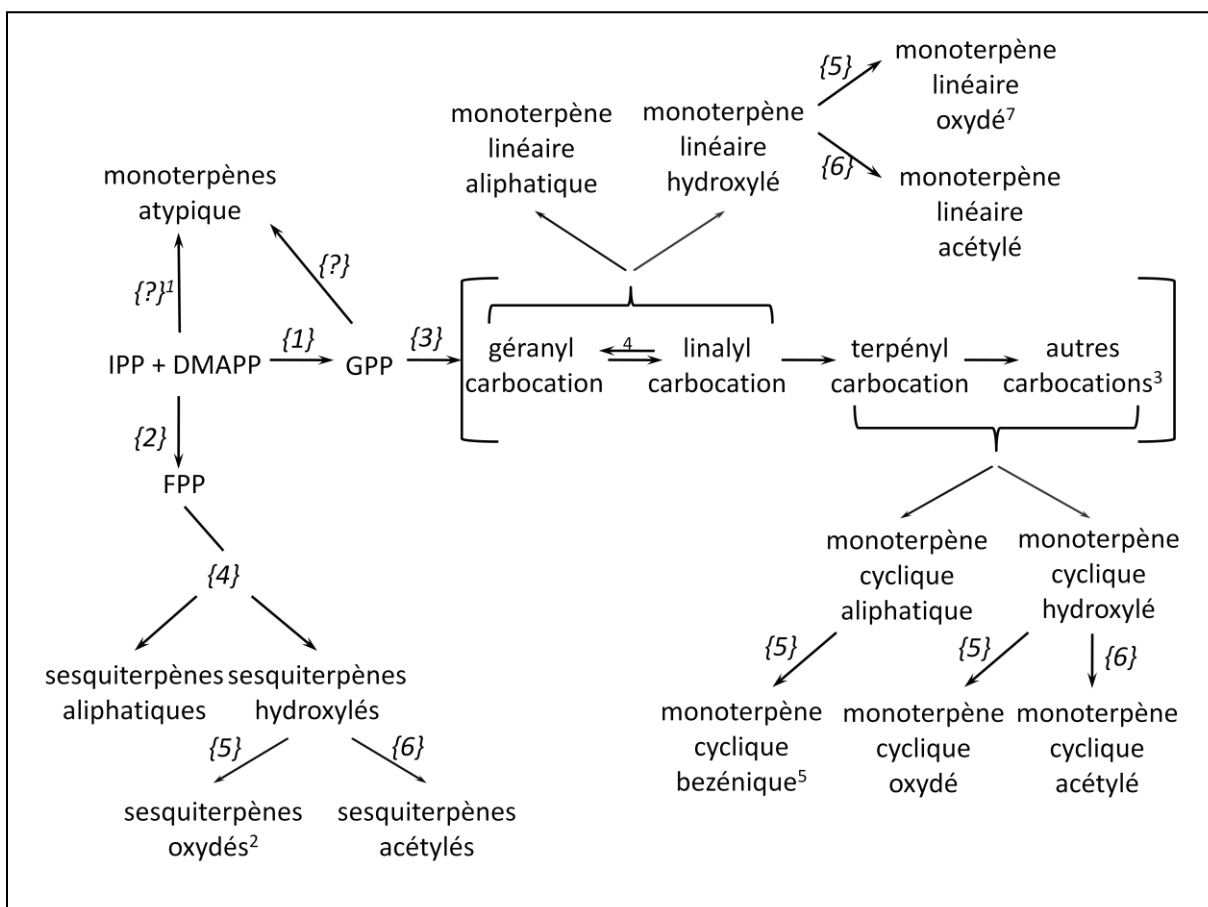 {5}
monoterpène
linéaire
oxydé7
monoterpène
linéaire
aliphatique
monoterpène
linéaire
hydroxylé
{6}
monoterpène
linéaire
acétylé
monoterpènes
atypique
{?}1
{?}
IPP + DMAPP
{1}
GPP
{3}
géranyl
carbocation
4
linalyl
carbocation
terpényl
carbocation
autres
carbocations3
{2}
FPP
{4}
sesquiterpènes
aliphatiques
sesquiterpènes
hydroxylés
{5}
{6}
sesquiterpènes
oxydés2
sesquiterpènes
acétylés
monoterpène
cyclique
aliphatique
monoterpène
cyclique
hydroxylé
{5}
{5}
{6}
monoterpène
cyclique
bezénique5
monoterpène
cyclique
oxydé
monoterpène
cyclique
acétylé